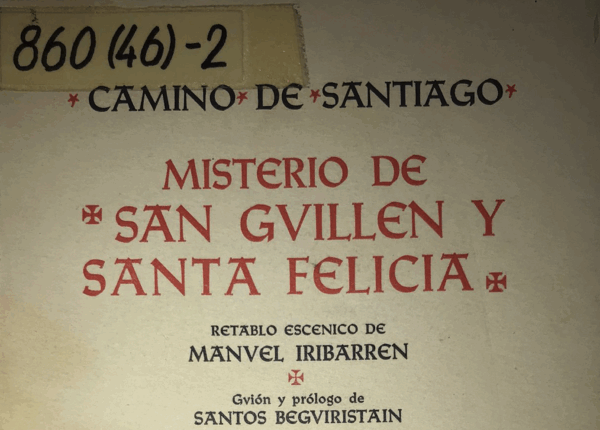 860 (46) - 2
CAMINO DE SANTIAGO
MISTERIO DE
SAN GVILLEN Y
SANTA FELICIA
RETABLO ESCENICO DE
MANVEL IRIBARREN
Gvión y prólogo de
SANTOS BEGVIRISTAIN